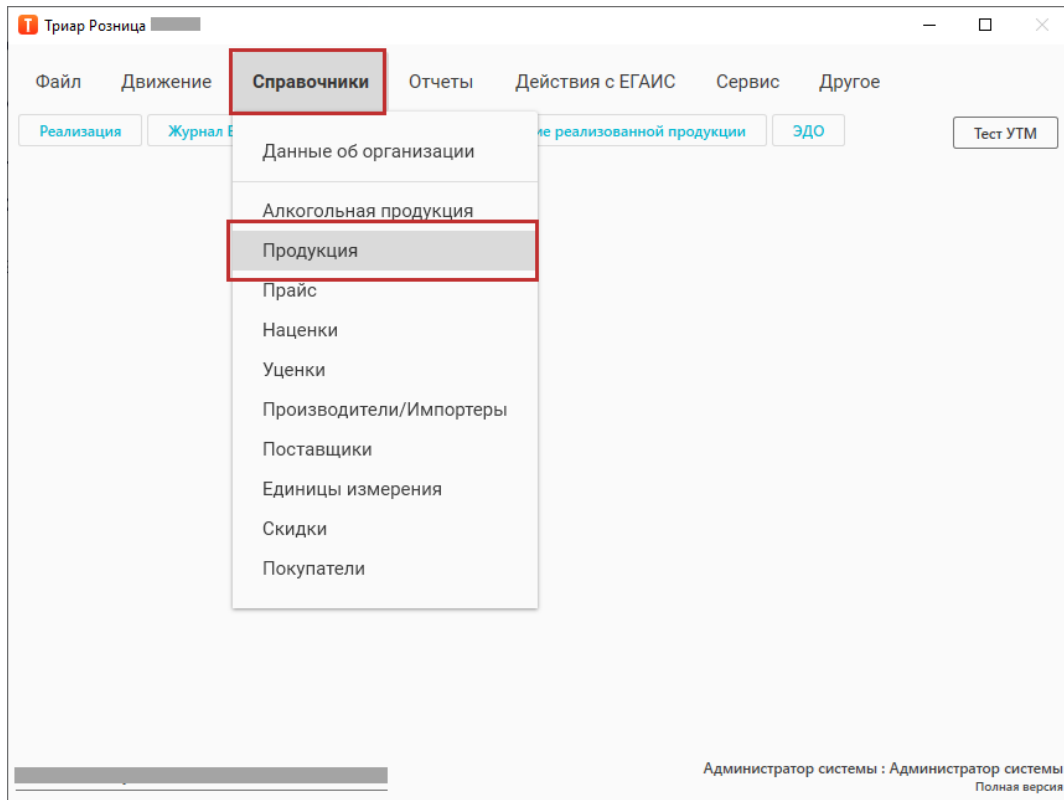 Триар Розница
Файл Движение Справочники Отчеты Действия с ЕГАИС Сервис Другое
Реализация Журнал реализованной продукции ЭДО Тест УТМ
Данные об организации
Алкогольная продукция
Продукция
Прайс
Наценки
Уценки
Производители/Импортеры
Поставщики
Единицы измерения
Скидки
Покупатели
Администратор системы : Администратор системы
Полная версия